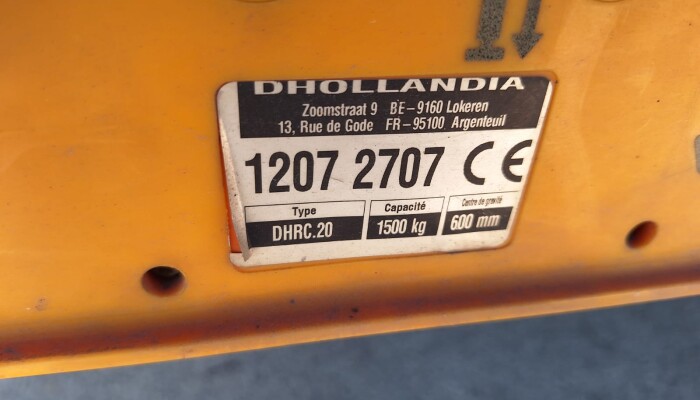 DHOLLANDIA
Zoomstraat 9 BE-9160 Lokeren
13, Rue de Gode FR-95100 Argenteuil
1207 2707 CE
Type Capacité Centre de gravité
DHRC.20 1500 kg 600 mm